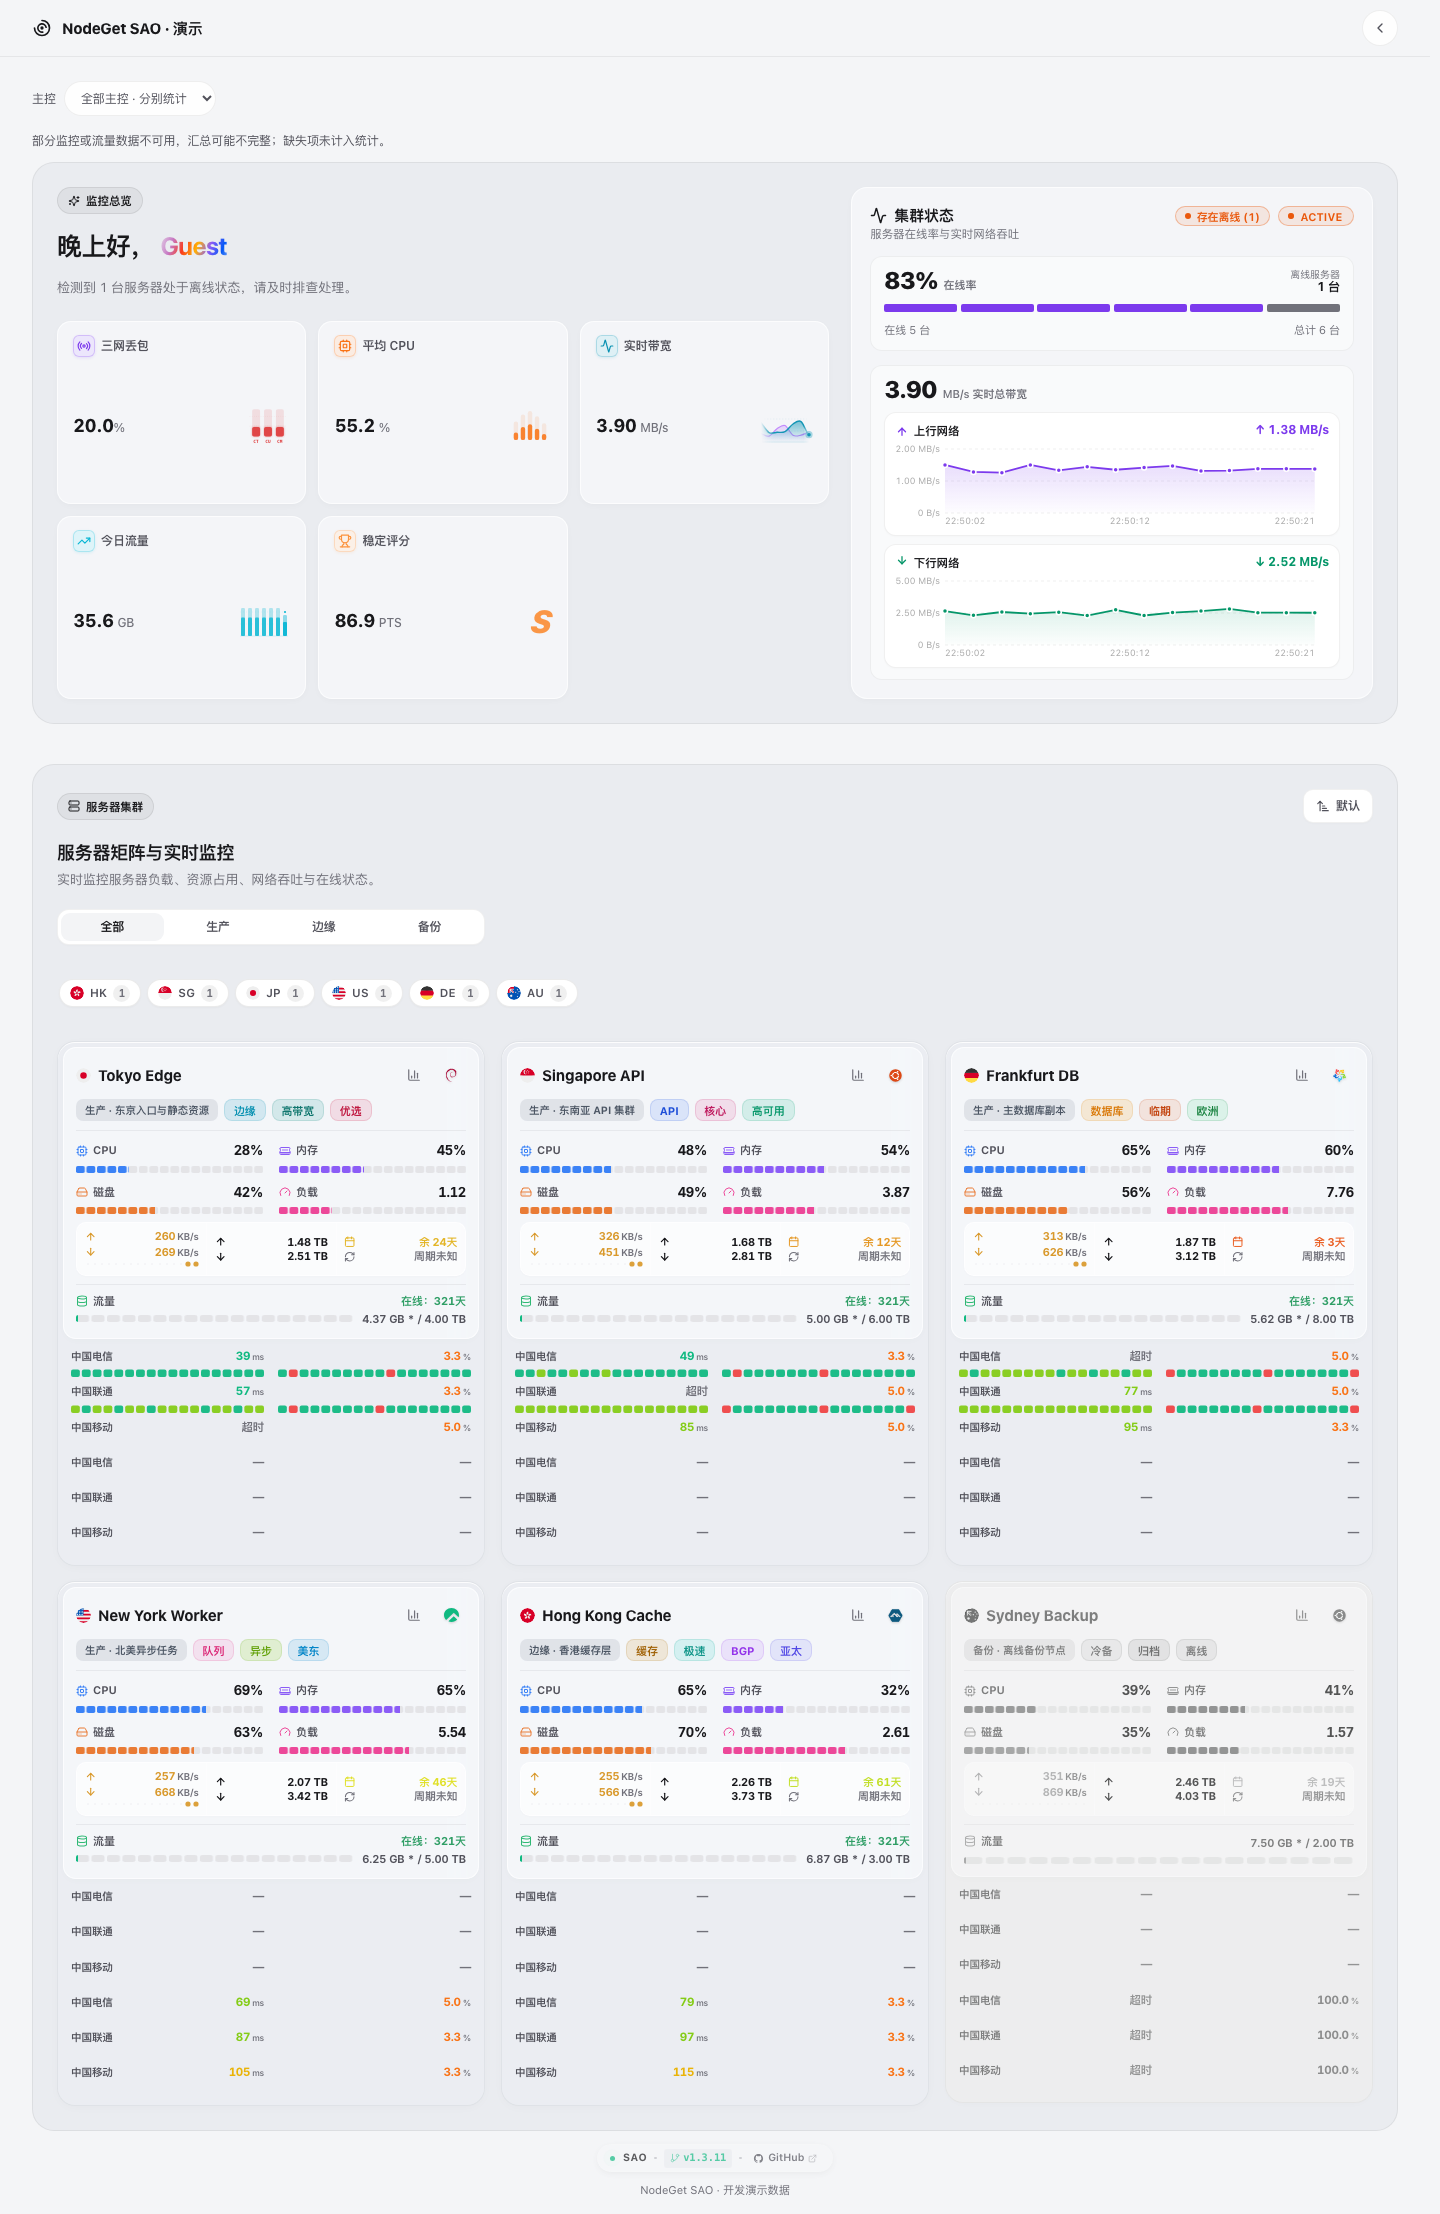 NodeGet SAO · 演示
主控 全部主控 · 分别统计
部分监控或流量数据不可用，汇总可能不完整；缺失项未计入统计。
监控总览
晚上好， Guest
检测到 1 台服务器处于离线状态，请及时排查处理。
三网丢包
20.0%
CT CU CM
平均 CPU
55.2 %
实时带宽
3.90 MB/s
今日流量
35.6 GB
稳定评分
86.9 PTS
S
集群状态
存在离线 (1) ACTIVE
服务器在线率与实时网络吞吐
83% 在线率
离线服务器
1 台
在线 5 台 总计 6 台
3.90 MB/s 实时总带宽
上行网络 ↑ 1.38 MB/s
2.00 MB/s
1.00 MB/s
0 B/s
22:50:02 22:50:12 22:50:21
下行网络 ↓ 2.52 MB/s
5.00 MB/s
2.50 MB/s
0 B/s
22:50:02 22:50:12 22:50:21
服务器集群
默认
服务器矩阵与实时监控
实时监控服务器负载、资源占用、网络吞吐与在线状态。
全部 生产 边缘 备份
HK 1 SG 1 JP 1 US 1 DE 1 AU 1
Tokyo Edge
生产 · 东京入口与静态资源 边缘 高带宽 优选
CPU 28% 内存 45%
磁盘 42% 负载 1.12
↑ 260 KB/s ↑ 1.48 TB 余 24天
↓ 269 KB/s ↓ 2.51 TB 周期未知
流量 在线：321天
4.37 GB * / 4.00 TB
中国电信 39 ms 3.3 %
中国联通 57 ms 3.3 %
中国移动 超时 5.0 %
中国电信 — —
中国联通 — —
中国移动 — —
Singapore API
生产 · 东南亚 API 集群 API 核心 高可用
CPU 48% 内存 54%
磁盘 49% 负载 3.87
↑ 326 KB/s ↑ 1.68 TB 余 12天
↓ 451 KB/s ↓ 2.81 TB 周期未知
流量 在线：321天
5.00 GB * / 6.00 TB
中国电信 49 ms 3.3 %
中国联通 超时 5.0 %
中国移动 85 ms 5.0 %
中国电信 — —
中国联通 — —
中国移动 — —
Frankfurt DB
生产 · 主数据库副本 数据库 临期 欧洲
CPU 65% 内存 60%
磁盘 56% 负载 7.76
↑ 313 KB/s ↑ 1.87 TB 余 3天
↓ 626 KB/s ↓ 3.12 TB 周期未知
流量 在线：321天
5.62 GB * / 8.00 TB
中国电信 超时 5.0 %
中国联通 77 ms 5.0 %
中国移动 95 ms 3.3 %
中国电信 — —
中国联通 — —
中国移动 — —
New York Worker
生产 · 北美异步任务 队列 异步 美东
CPU 69% 内存 65%
磁盘 63% 负载 5.54
↑ 257 KB/s ↑ 2.07 TB 余 46天
↓ 668 KB/s ↓ 3.42 TB 周期未知
流量 在线：321天
6.25 GB * / 5.00 TB
中国电信 — —
中国联通 — —
中国移动 — —
中国电信 69 ms 5.0 %
中国联通 87 ms 3.3 %
中国移动 105 ms 3.3 %
Hong Kong Cache
边缘 · 香港缓存层 缓存 极速 BGP 亚太
CPU 65% 内存 32%
磁盘 70% 负载 2.61
↑ 255 KB/s ↑ 2.26 TB 余 61天
↓ 566 KB/s ↓ 3.73 TB 周期未知
流量 在线：321天
6.87 GB * / 3.00 TB
中国电信 — —
中国联通 — —
中国移动 — —
中国电信 79 ms 3.3 %
中国联通 97 ms 3.3 %
中国移动 115 ms 3.3 %
Sydney Backup
备份 · 离线备份节点 冷备 归档 离线
CPU 39% 内存 41%
磁盘 35% 负载 1.57
↑ 351 KB/s ↑ 2.46 TB 余 19天
↓ 869 KB/s ↓ 4.03 TB 周期未知
流量 7.50 GB * / 2.00 TB
中国电信 — —
中国联通 — —
中国移动 — —
中国电信 超时 100.0 %
中国联通 超时 100.0 %
中国移动 超时 100.0 %
SAO - v1.3.11 - GitHub
NodeGet SAO · 开发演示数据